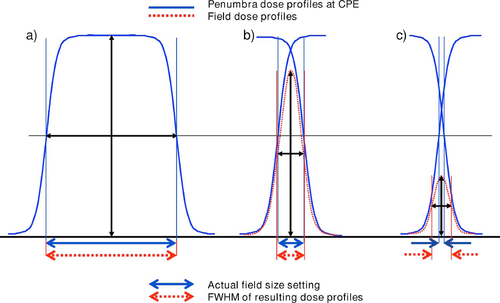 Penumbra dose profiles at CPE
Field dose profiles
a)
b)
c)
Actual field size setting
FWHM of resulting dose profiles